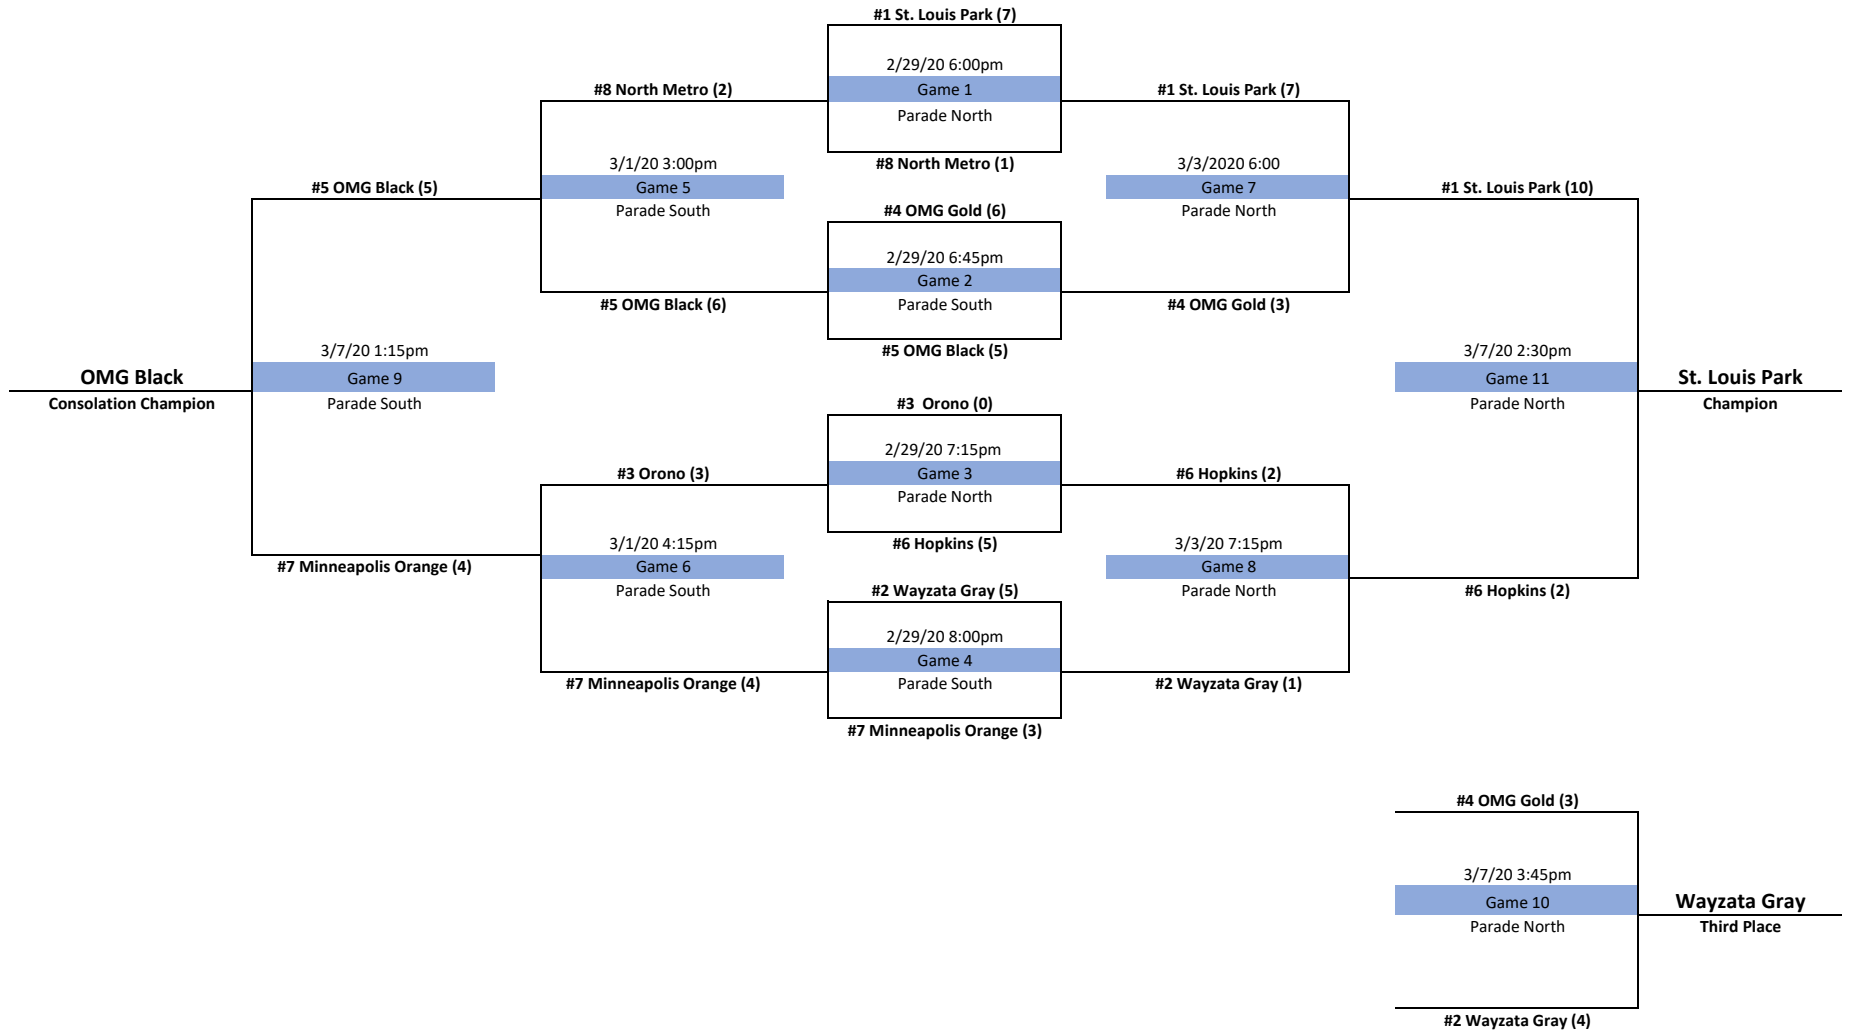 #1 St. Louis Park (7)
2/29/20 6:00pm
#8 North Metro (2)
Game 1
#1 St. Louis Park (7)
Parade North
3/1/20 3:00pm
#8 North Metro (1)
3/3/2020 6:00
#5 OMG Black (5)
Game 5
Game 7
#1 St. Louis Park (10)
Parade South
#4 OMG Gold (6)
Parade North
2/29/20 6:45pm
Game 2
#5 OMG Black (6)
Parade South
#4 OMG Gold (3)
3/7/20 1:15pm
#5 OMG Black (5)
3/7/20 2:30pm
OMG Black
Game 9
Game 11
St. Louis Park
Consolation Champion
Parade South
#3  Orono (0)
Parade North
Champion
2/29/20 7:15pm
#3 Orono (3)
Game 3
#6 Hopkins (2)
Parade North
3/1/20 4:15pm
#6 Hopkins (5)
3/3/20 7:15pm
#7 Minneapolis Orange (4)
Game 6
Game 8
Parade South
#2 Wayzata Gray (5)
Parade North
#6 Hopkins (2)
2/29/20 8:00pm
Game 4
#7 Minneapolis Orange (4)
Parade South
#2 Wayzata Gray (1)
#7 Minneapolis Orange (3)
#4 OMG Gold (3)
3/7/20 3:45pm
Game 10
Wayzata Gray
Parade North
Third Place
#2 Wayzata Gray (4)